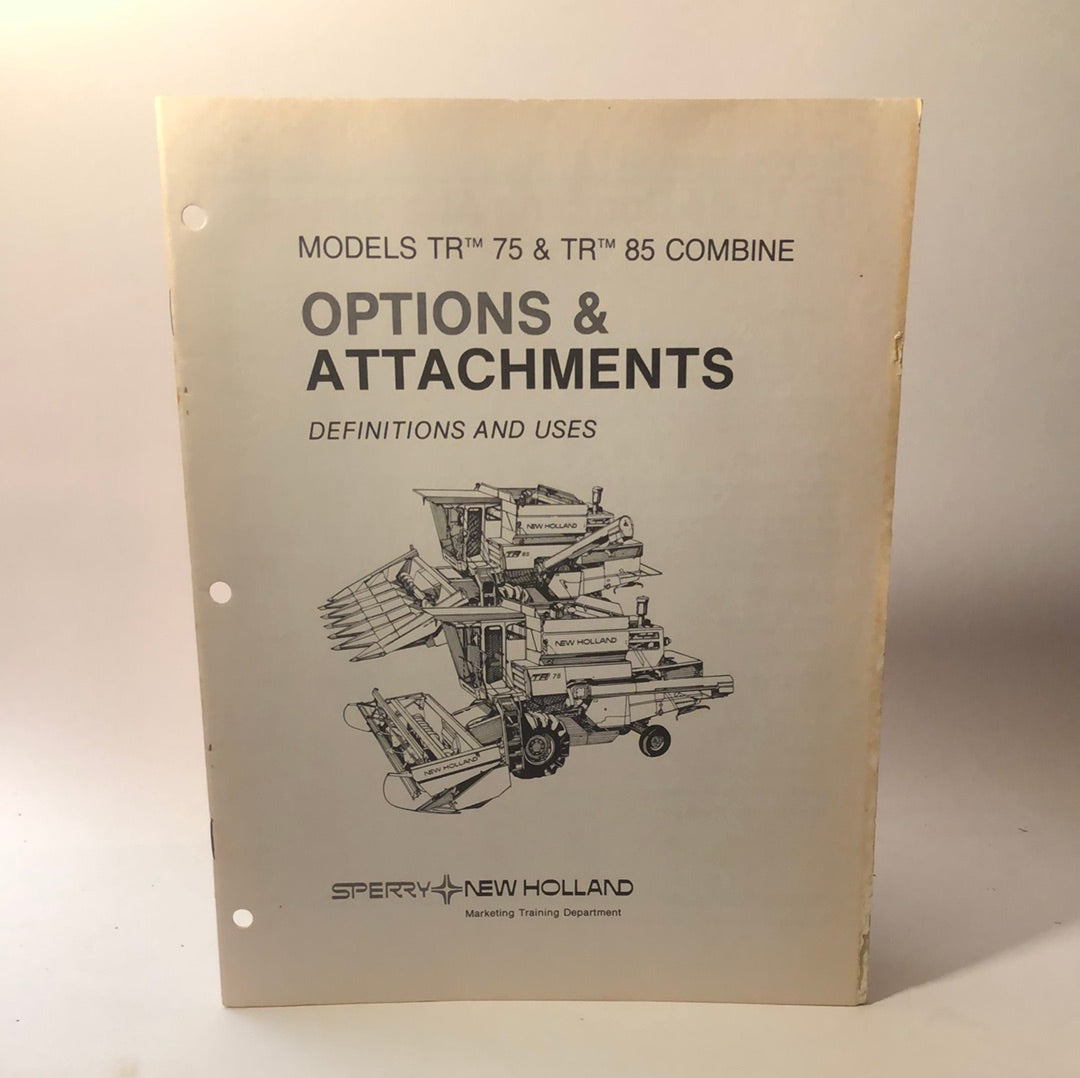 MODELS TR™ 75 & TR™ 85 COMBINE
OPTIONS &
ATTACHMENTS
DEFINITIONS AND USES
NEW HOLLAND
TR 85
NEW HOLLAND
TR 75
NEW HOLLAND
SPERRY NEW HOLLAND
Marketing Training Department